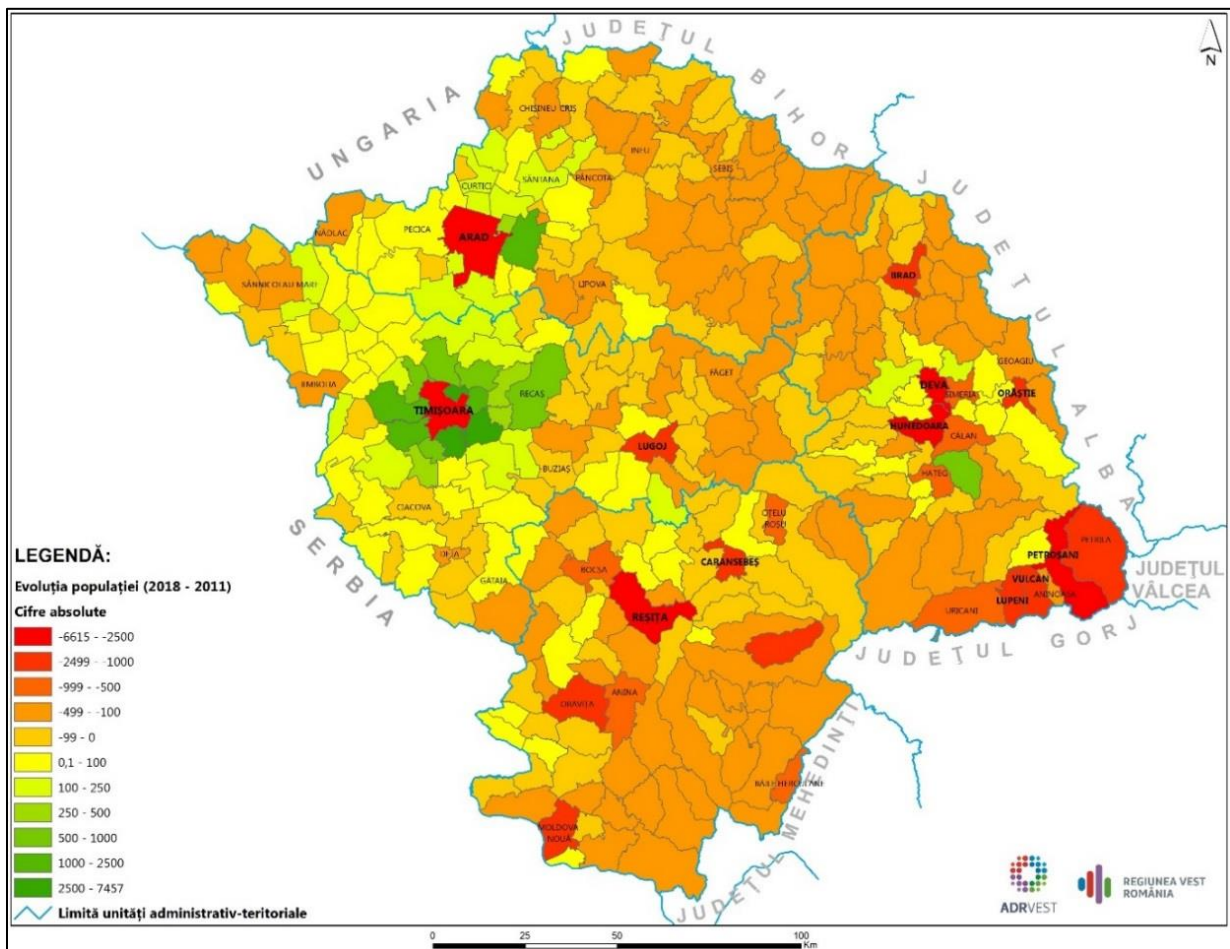 JUDEȚUL BIHOR
N
UNGARIA
CHIȘINEU CRIȘ
INEU
SEBIȘ
SÂNTANA
PÂNCOTA
CURTICI
JUDEȚUL ALBA
NĂDLAC
PECICA
ARAD
BRAD
SÂNNICOLAU MARE
LIPOVA
GEOAGIU
JIMBOLIA
FĂGET
DEVA
SIMERIA
ORĂȘTIE
RECAȘ
TIMIȘOARA
HUNEDOARA
CĂLAN
LUGOJ
HAȚEG
BUZIAȘ
CIACOVA
OȚELU
ROȘU
SERBIA
DETA
PETRILA
PETROȘANI
CARANSEBEȘ
BOCȘA
GĂTAIA
VULCAN
JUDEȚUL
VÂLCEA
LUPENI
ANINOASA
URICANI
REȘIȚA
JUDEȚUL GORJ
ANINA
ORAVIȚA
BĂILE HERCULANE
MOLDOVA
NOUĂ
JUDEȚUL MEHEDINȚI
LEGENDĂ:
Evoluția populației (2018 - 2011)
Cifre absolute
-6615 - -2500
-2499 - -1000
-999 - -500
-499 - -100
-99 - 0
0,1 - 100
100 - 250
250 - 500
500 - 1000
1000 - 2500
2500 - 7457
Limită unități administrativ-teritoriale
ADRVEST
REGIUNEA VEST
ROMÂNIA
0 25 50 100
Km